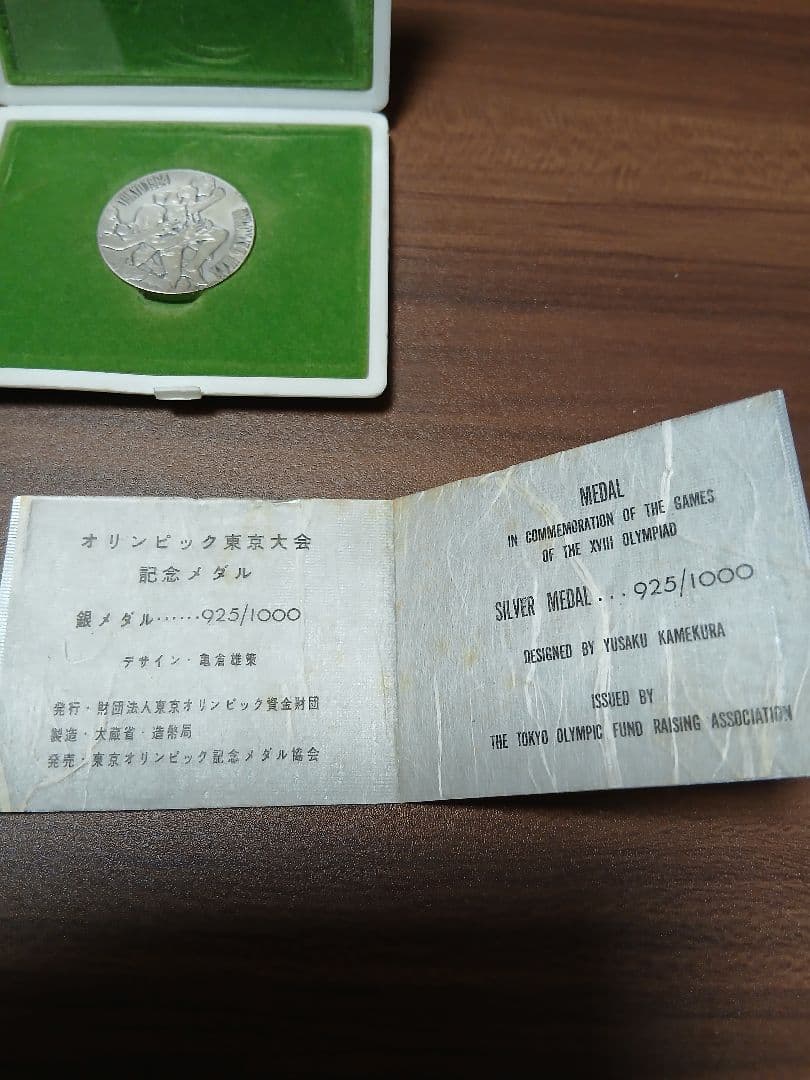 オリンピック東京大会
記念メダル
銀メダル……925/1000
デザイン・亀倉雄策
発行・財団法人東京オリンピック資金財団
製造・大蔵省・造幣局
発売・東京オリンピック記念メダル協会
MEDAL
IN COMMEMORATION OF THE GAMES
OF THE XVIII OLYMPIAD
SILVER MEDAL...925/1000
DESIGNED BY YUSAKU KAMEKURA
ISSUED BY
THE TOKYO OLYMPIC FUND RAISING ASSOCIATION